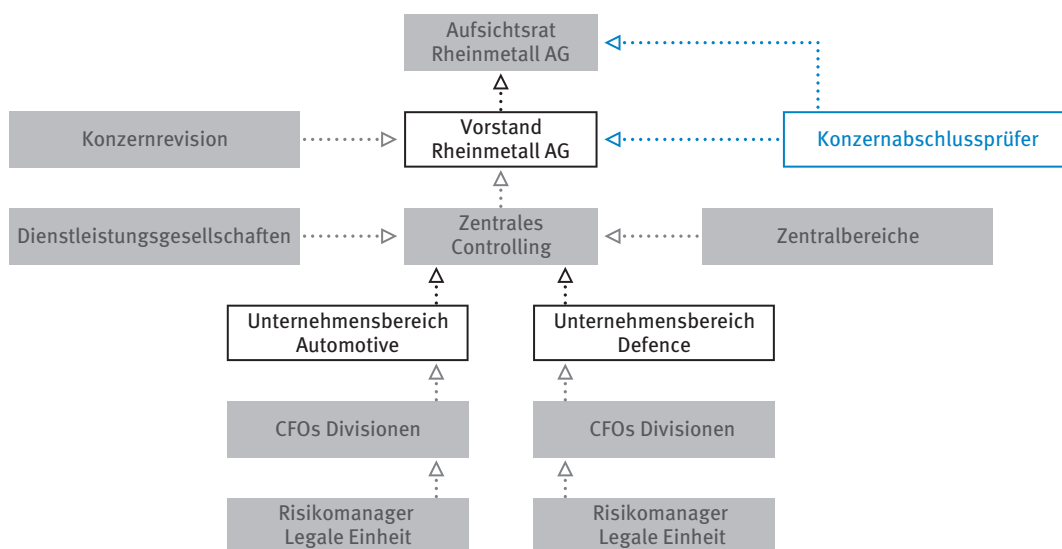 Aufsichtsrat
Rheinmetall AG
Konzernrevision
Vorstand
Rheinmetall AG
Konzernabschlussprüfer
Dienstleistungsgesellschaften
Zentrales
Controlling
Zentralbereiche
Unternehmensbereich
Automotive
Unternehmensbereich
Defence
CFOs Divisionen
CFOs Divisionen
Risikomanager
Legale Einheit
Risikomanager
Legale Einheit